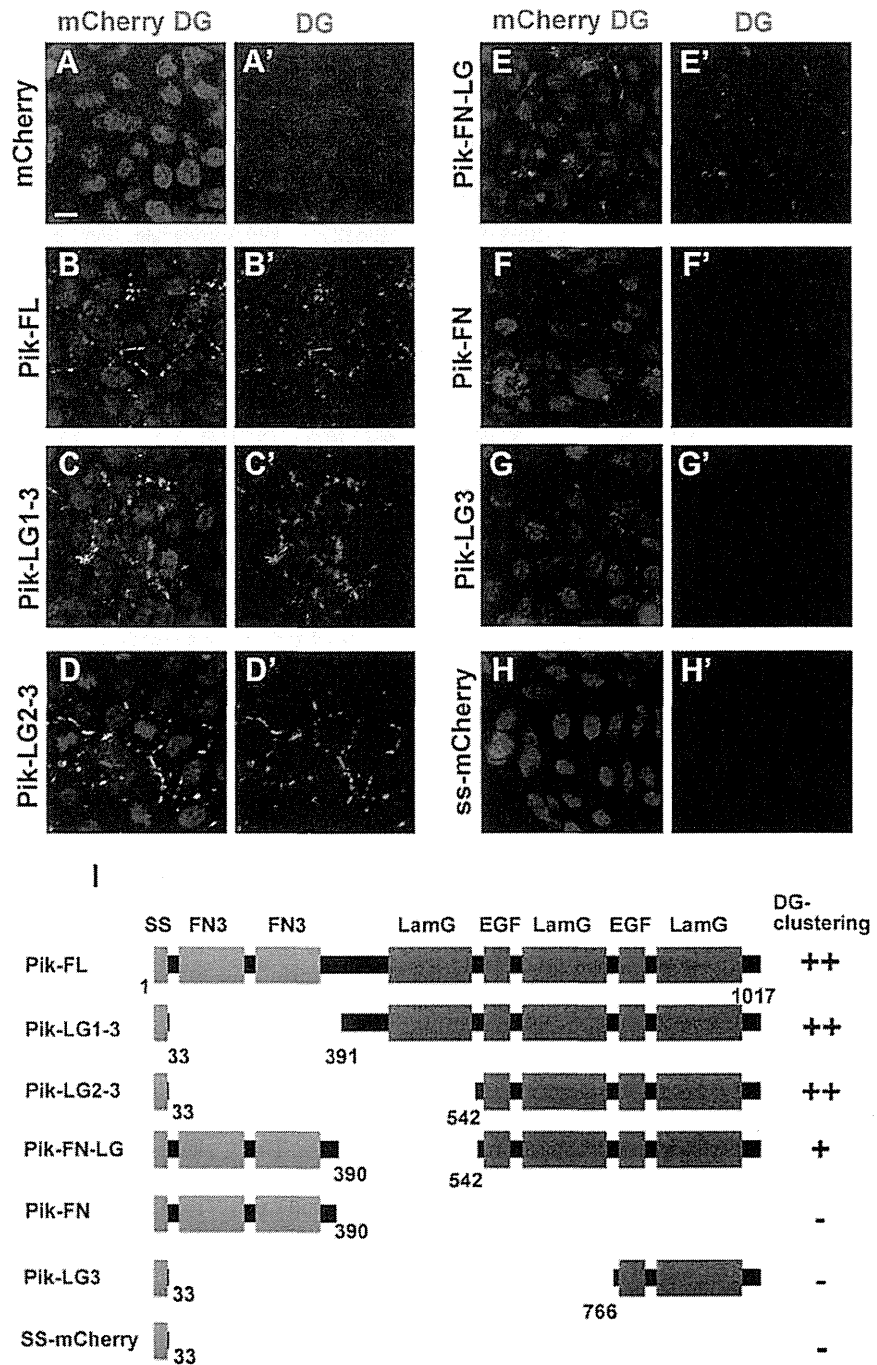 mCherry DG DG mCherry DG DG
mCherry A A' Pik-FN-LG E E'
Pik-FL B B' Pik-FN F F'
Pik-LG1-3 C C' Pik-LG3 G G'
Pik-LG2-3 D D' ss-mCherry H H'
I
DG-
clustering
SS FN3 FN3 LamG EGF LamG EGF LamG
Pik-FL ++
1 1017
Pik-LG1-3 ++
33 391
Pik-LG2-3 ++
33 542
Pik-FN-LG +
390 542
Pik-FN -
390
Pik-LG3 -
33 766
SS-mCherry -
33